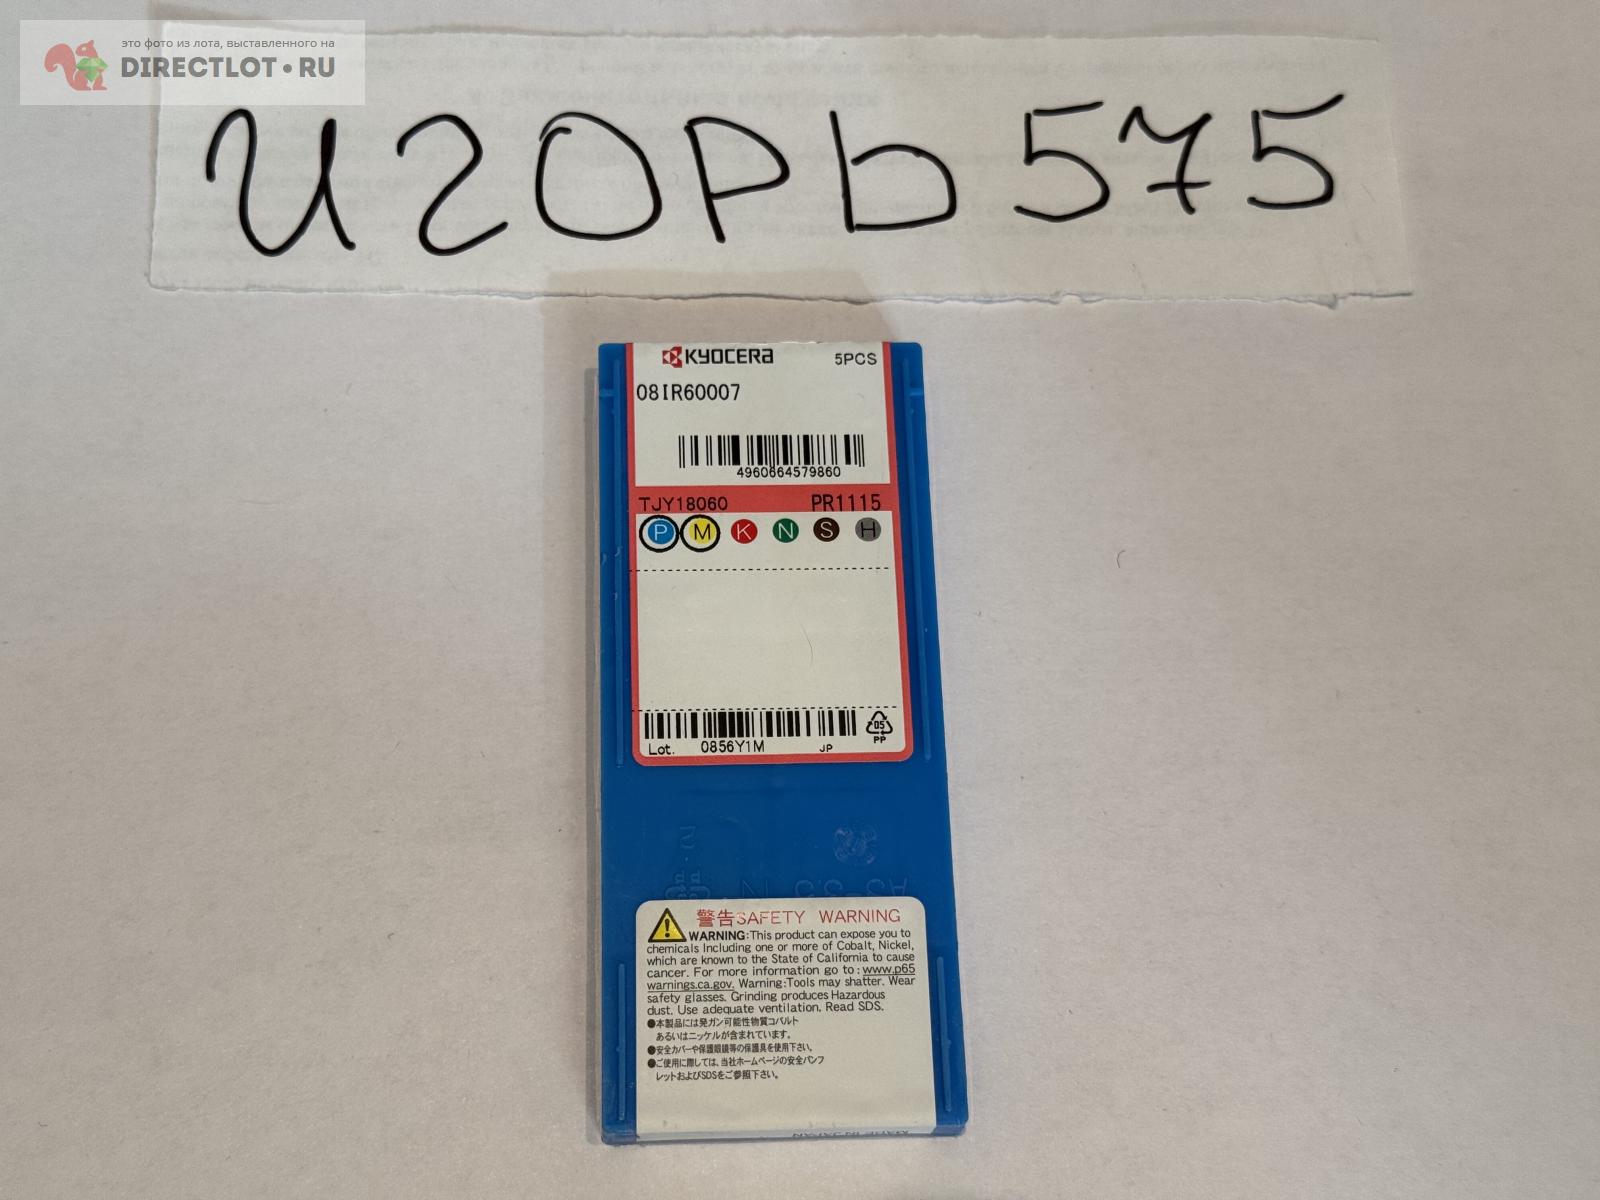 это фото из лота, выставленного на
DIRECTLOT.RU
игорь575
KYOCERA 5PCS
08IR60007
4960664579860
TJY18060 PR1115
P M K N S H
Lot. 0856Y1M JP
05
PP
警告SAFETY WARNING
WARNING:This product can expose you to
chemicals Including one or more of Cobalt, Nickel,
which are known to the State of California to cause
cancer. For more information go to : www.p65
warnings.ca.gov. Warning:Tools may shatter. Wear
safety glasses. Grinding produces Hazardous
dust. Use adequate ventilation. Read SDS.
●本製品には発ガン可能性物質コバルト
あるいはニッケルが含まれています。
●安全カバーや保護眼鏡等の保護具を使用下さい。
●ご使用に際しては、当社ホームページの安全パンフ
レットおよびSDSをご参照下さい。
MADE IN JAPAN